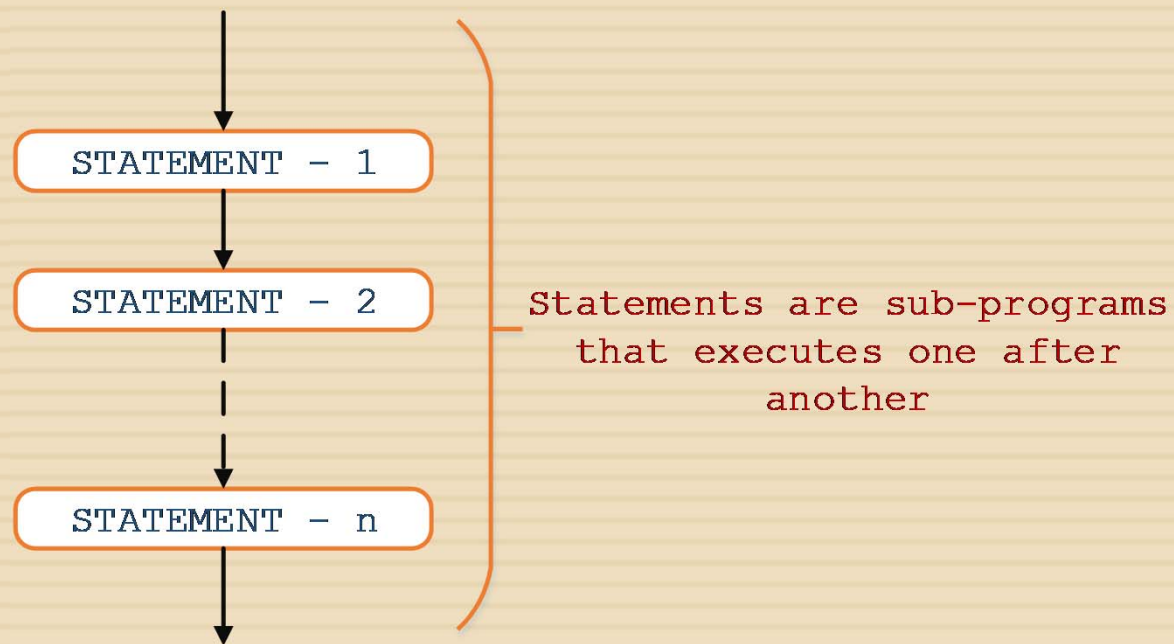 STATEMENT – 1
STATEMENT – 2
STATEMENT – n
Statements are sub-programs
that executes one after
another